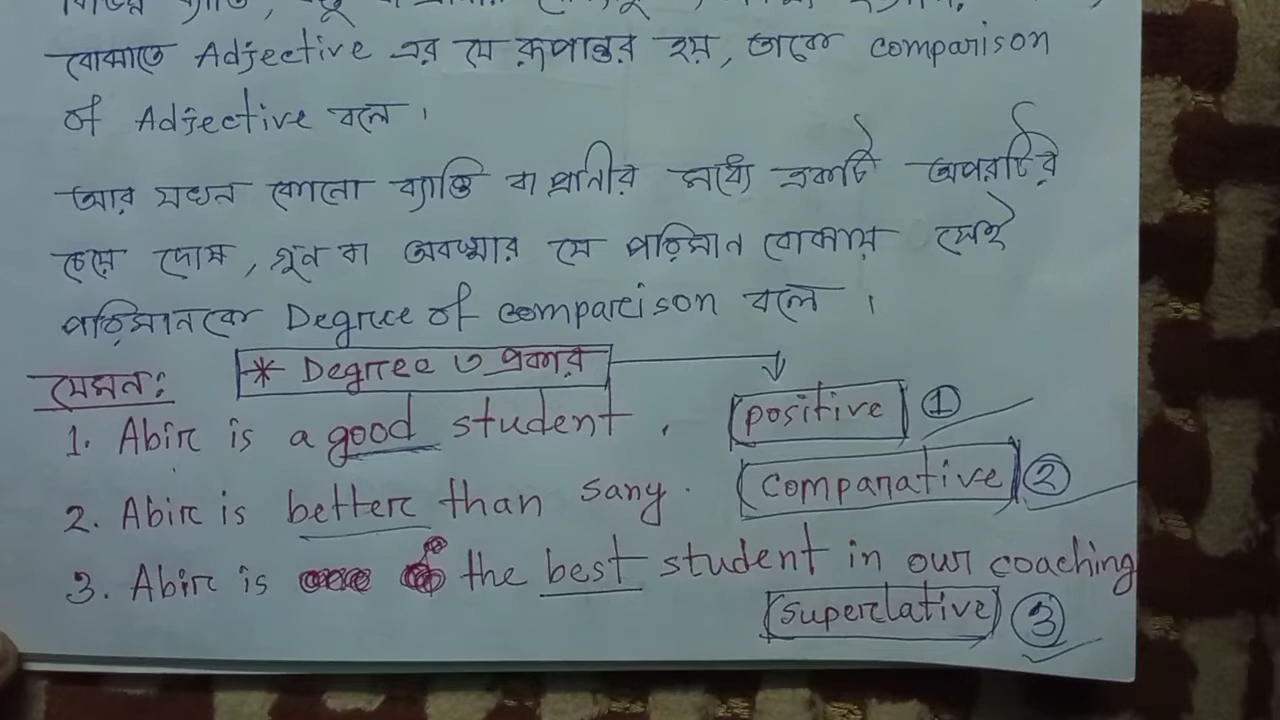 বিভিন্ন ব্যাক্তি, বস্তু বা প্রানীর
বোঝাতে Adjective এর যে রূপান্তর হয়, তাকে comparison
of Adjective বলে ।
আর যখন কোনো ব্যাক্তি বা প্রানীর মধ্যে একটি অপরটির
চেয়ে দোষ, গুন বা অবস্থার যে পরিমান বোঝায় সেই
পরিমানকে Degree of comparison বলে ।
যেমন: * Degree ৩ প্রকার
1. Abir is a good student . positive 1
2. Abir is better than sany. comparative 2
3. Abir is the best student in our coaching
superlative 3